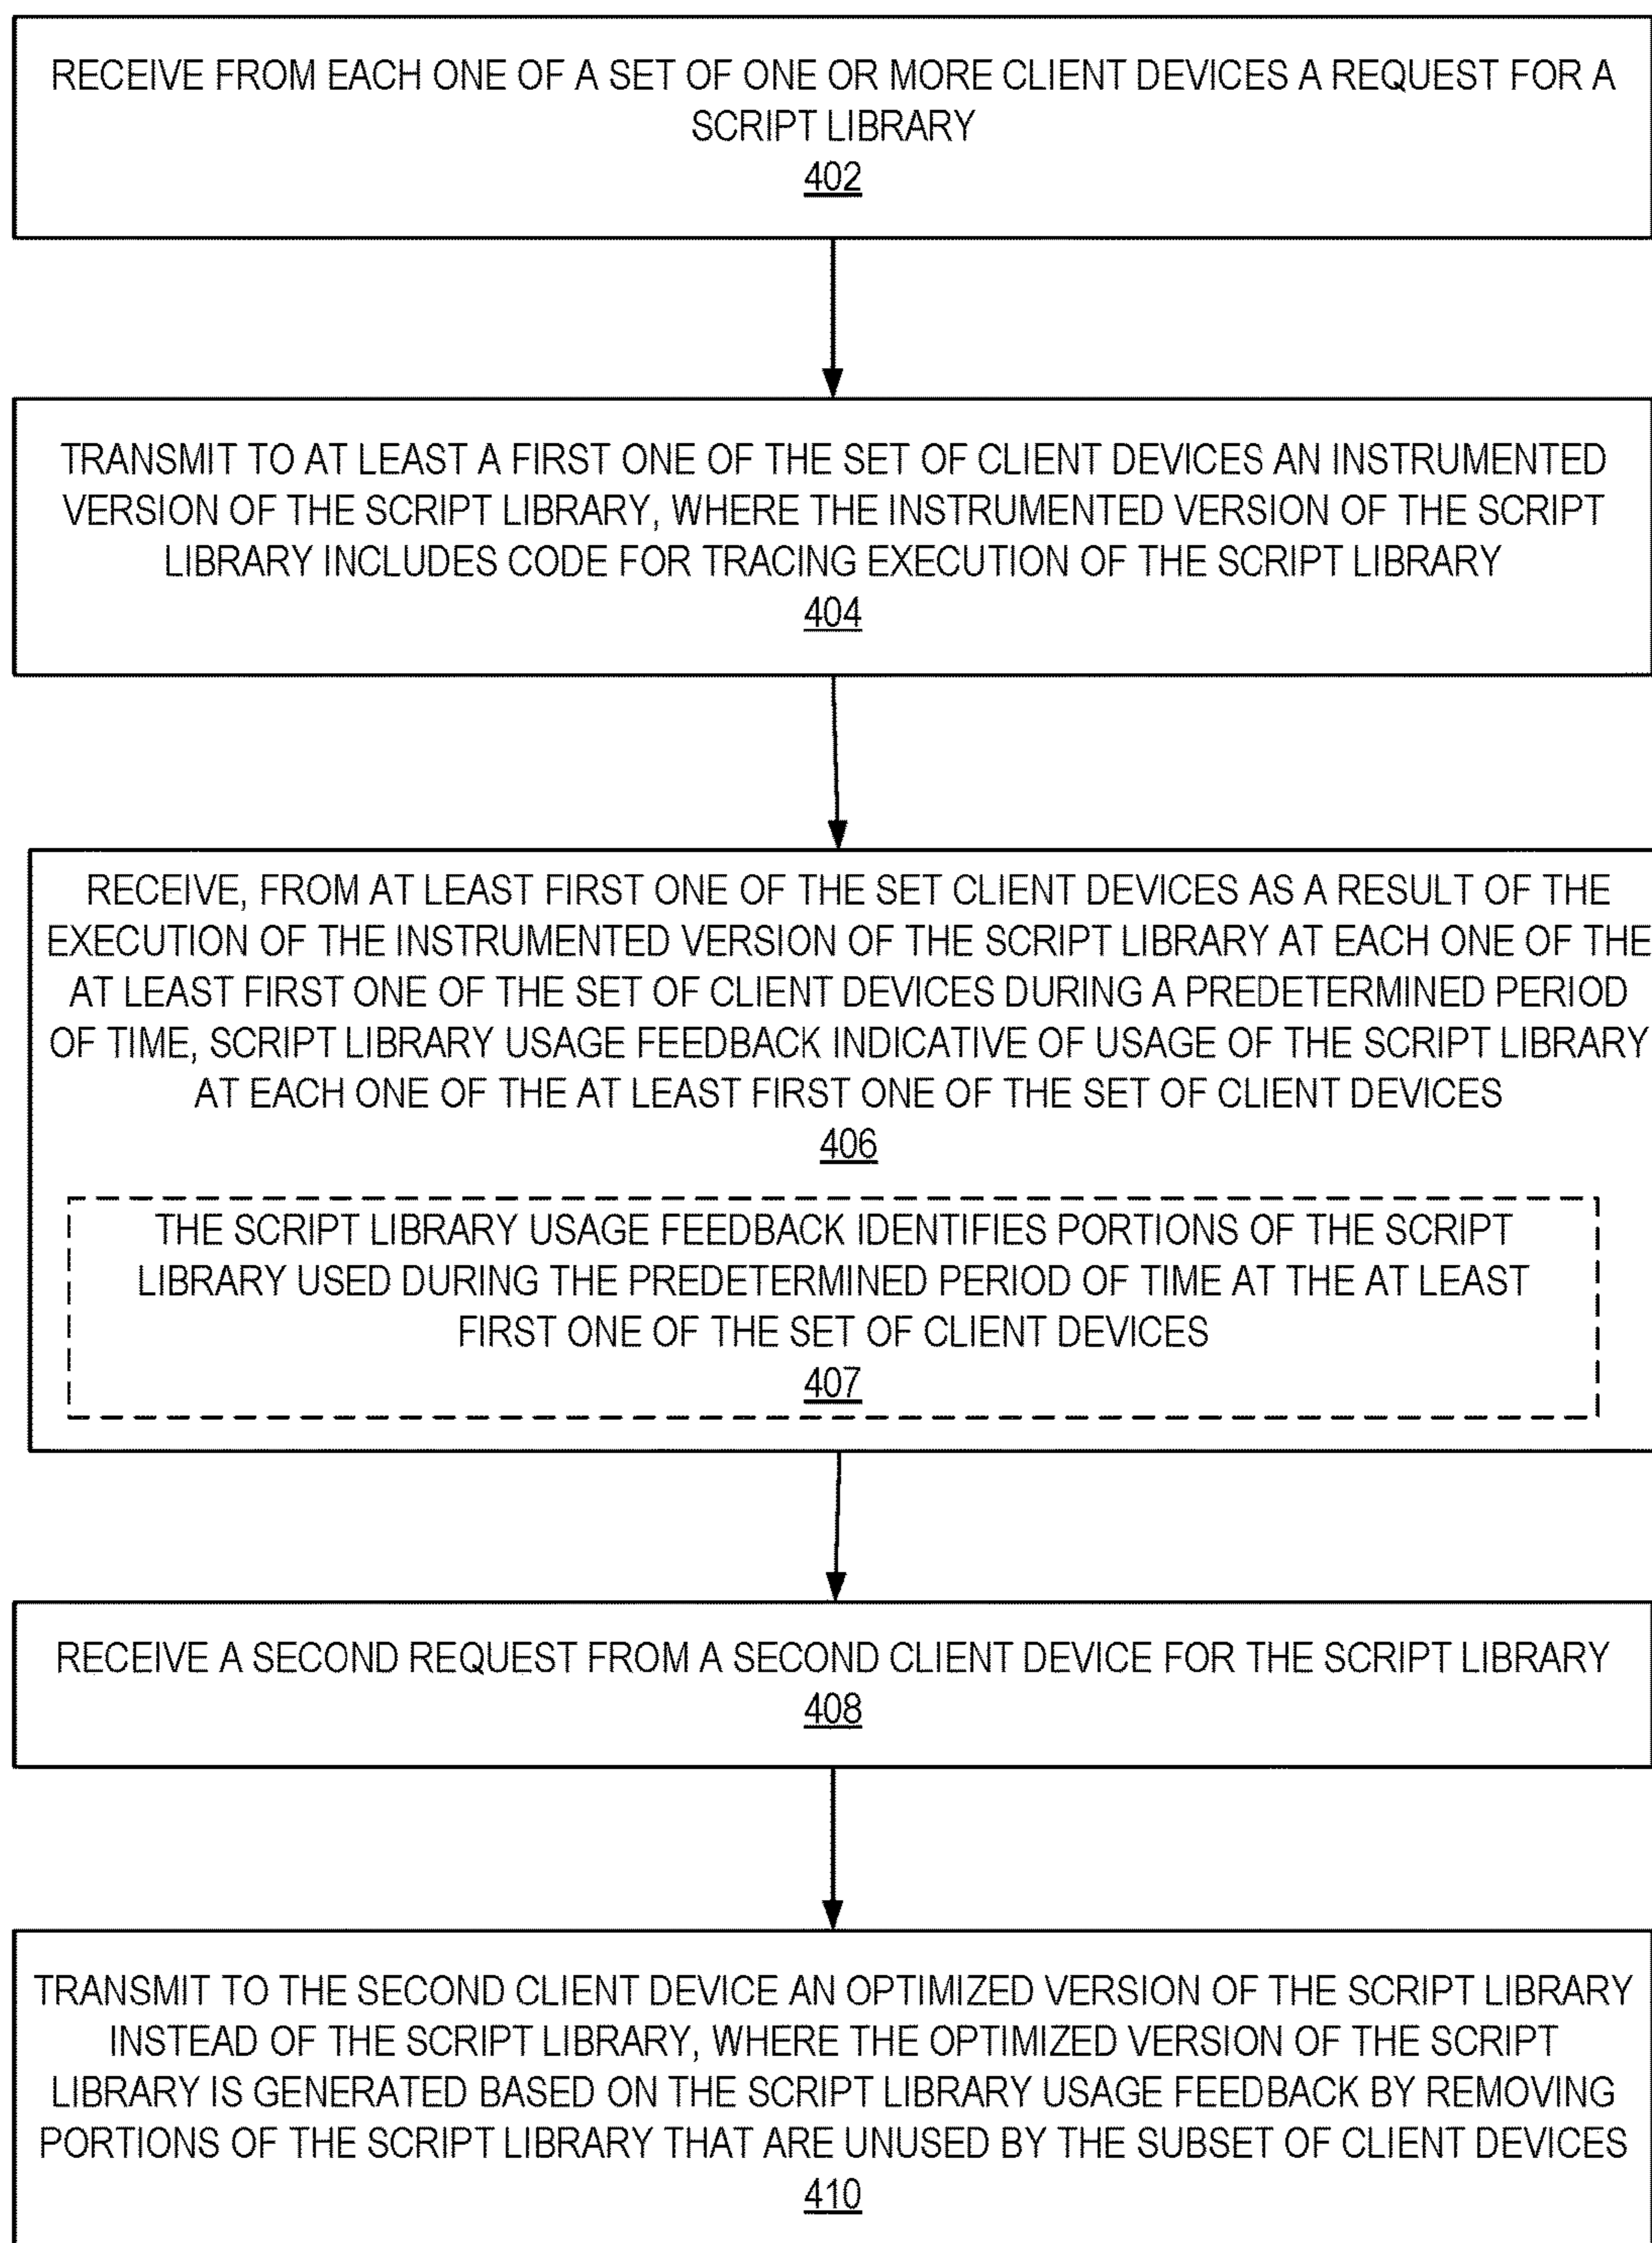 RECEIVE FROM EACH ONE OF A SET OF ONE OR MORE CLIENT DEVICES A REQUEST FOR A
SCRIPT LIBRARY
402
TRANSMIT TO AT LEAST A FIRST ONE OF THE SET OF CLIENT DEVICES AN INSTRUMENTED
VERSION OF THE SCRIPT LIBRARY, WHERE THE INSTRUMENTED VERSION OF THE SCRIPT
LIBRARY INCLUDES CODE FOR TRACING EXECUTION OF THE SCRIPT LIBRARY
404
RECEIVE, FROM AT LEAST FIRST ONE OF THE SET CLIENT DEVICES AS A RESULT OF THE
EXECUTION OF THE INSTRUMENTED VERSION OF THE SCRIPT LIBRARY AT EACH ONE OF THE
AT LEAST FIRST ONE OF THE SET OF CLIENT DEVICES DURING A PREDETERMINED PERIOD
OF TIME, SCRIPT LIBRARY USAGE FEEDBACK INDICATIVE OF USAGE OF THE SCRIPT LIBRARY
AT EACH ONE OF THE AT LEAST FIRST ONE OF THE SET OF CLIENT DEVICES
406
THE SCRIPT LIBRARY USAGE FEEDBACK IDENTIFIES PORTIONS OF THE SCRIPT
LIBRARY USED DURING THE PREDETERMINED PERIOD OF TIME AT THE AT LEAST
FIRST ONE OF THE SET OF CLIENT DEVICES
407
RECEIVE A SECOND REQUEST FROM A SECOND CLIENT DEVICE FOR THE SCRIPT LIBRARY
408
TRANSMIT TO THE SECOND CLIENT DEVICE AN OPTIMIZED VERSION OF THE SCRIPT LIBRARY
INSTEAD OF THE SCRIPT LIBRARY, WHERE THE OPTIMIZED VERSION OF THE SCRIPT
LIBRARY IS GENERATED BASED ON THE SCRIPT LIBRARY USAGE FEEDBACK BY REMOVING
PORTIONS OF THE SCRIPT LIBRARY THAT ARE UNUSED BY THE SUBSET OF CLIENT DEVICES
410